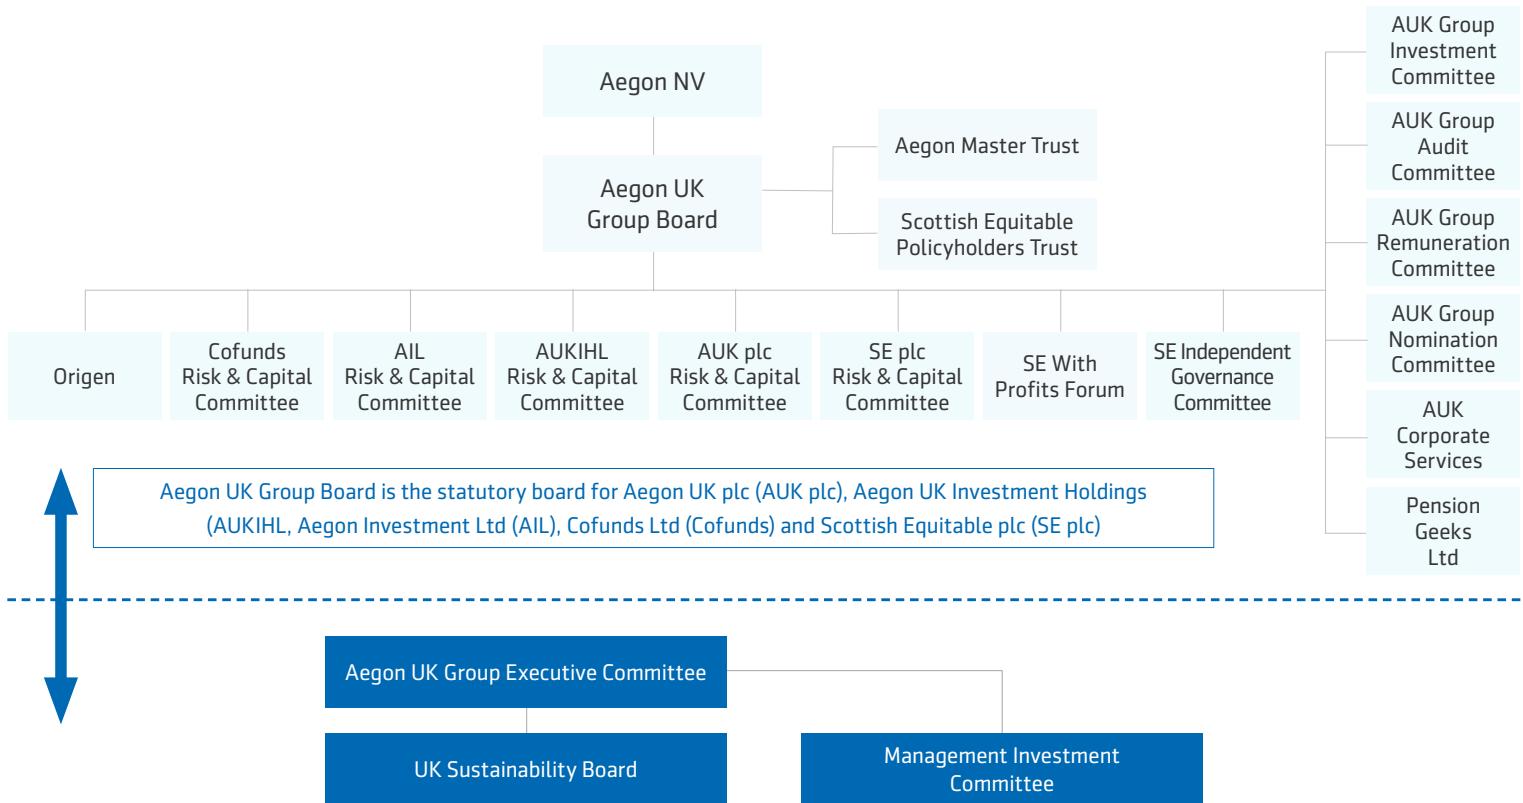 Aegon NV
Aegon UK
Group Board
Aegon Master Trust
Scottish Equitable
Policyholders Trust
AUK Group
Investment
Committee
AUK Group
Audit
Committee
AUK Group
Remuneration
Committee
AUK Group
Nomination
Committee
AUK
Corporate
Services
Pension
Geeks
Ltd
Origen
Cofunds
Risk & Capital
Committee
AIL
Risk & Capital
Committee
AUKIHL
Risk & Capital
Committee
AUK plc
Risk & Capital
Committee
SE plc
Risk & Capital
Committee
SE With
Profits Forum
SE Independent
Governance
Committee
Aegon UK Group Board is the statutory board for Aegon UK plc (AUK plc), Aegon UK Investment Holdings
(AUKIHL, Aegon Investment Ltd (AIL), Cofunds Ltd (Cofunds) and Scottish Equitable plc (SE plc)
Aegon UK Group Executive Committee
UK Sustainability Board
Management Investment
Committee